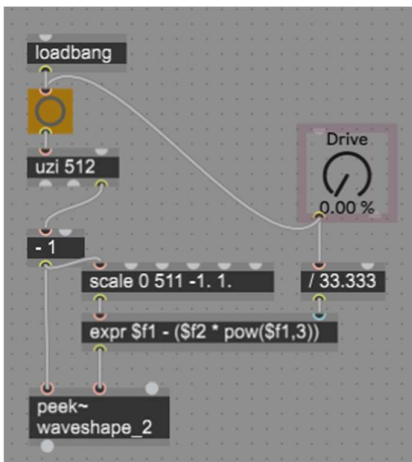 loadbang
uzi 512
Drive
0.00 %
- 1
scale 0 511 -1. 1.
/ 33.333
expr $f1 - ($f2 * pow($f1,3))
peek~
waveshape_2